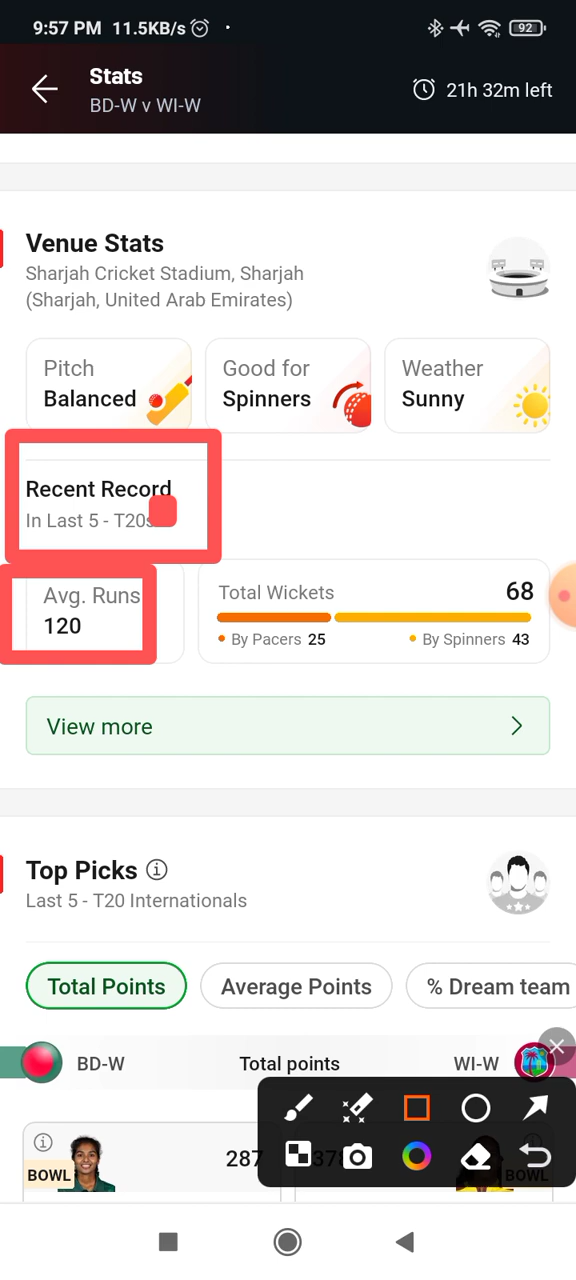 9:57 PM 11.5KB/s
92
Stats
BD-W v WI-W
21h 32m left
Venue Stats
Sharjah Cricket Stadium, Sharjah
(Sharjah, United Arab Emirates)
Pitch
Balanced
Good for
Spinners
Weather
Sunny
Recent Record
In Last 5 - T20s
Avg. Runs
120
Total Wickets 68
By Pacers 25
By Spinners 43
View more
Top Picks
Last 5 - T20 Internationals
Total Points
Average Points
% Dream team
BD-W Total points WI-W
BOWL 287
BOWL